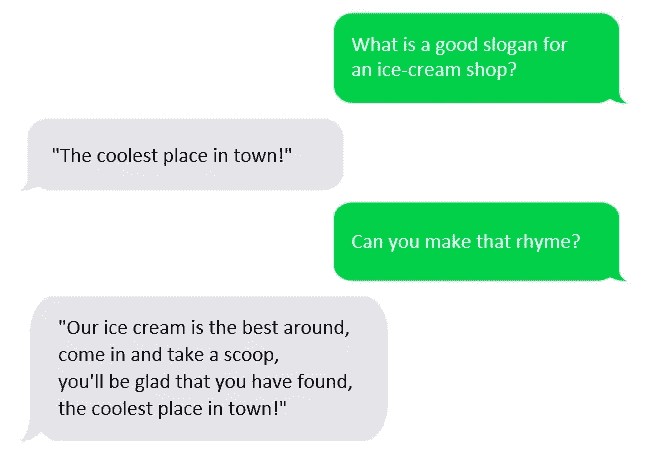 What is a good slogan for
an ice-cream shop?
"The coolest place in town!"
Can you make that rhyme?
"Our ice cream is the best around,
come in and take a scoop,
you'll be glad that you have found,
the coolest place in town!"